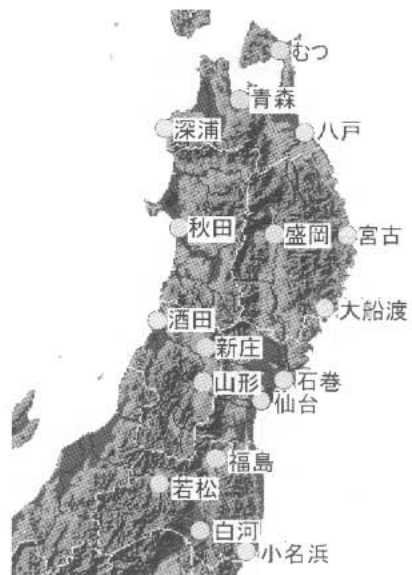 むつ
青森
深浦
八戸
秋田
盛岡
宮古
大船渡
酒田
新庄
山形
石巻
仙台
福島
若松
白河
小名浜